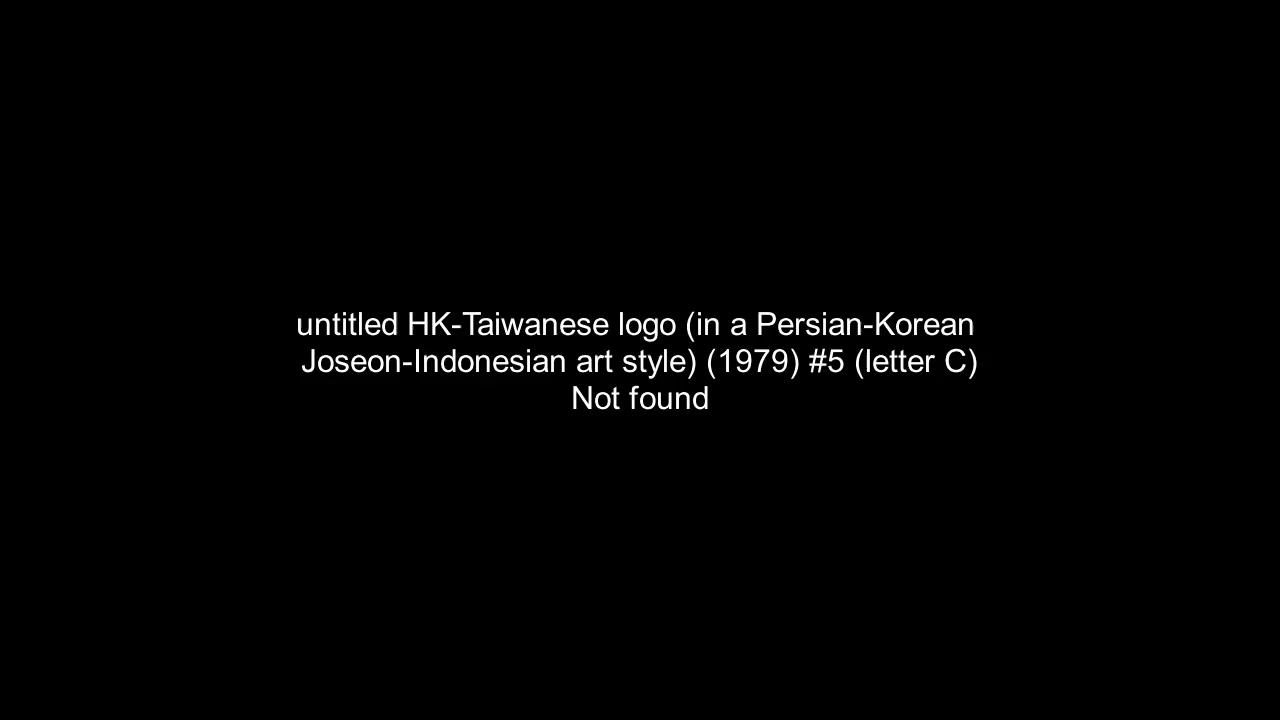 untitled HK-Taiwanese logo (in a Persian-Korean
Joseon-Indonesian art style) (1979) #5 (letter C)
Not found